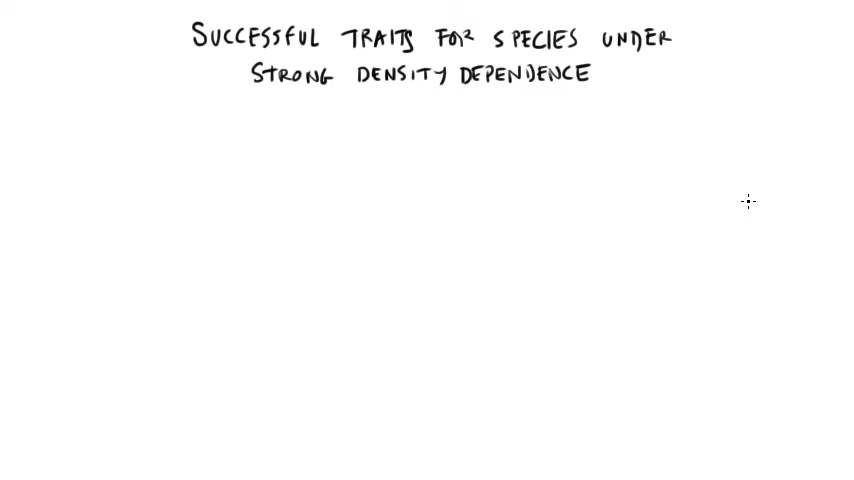 SUCCESSFUL TRAITS FOR SPECIES UNDER
STRONG DENSITY DEPENDENCE